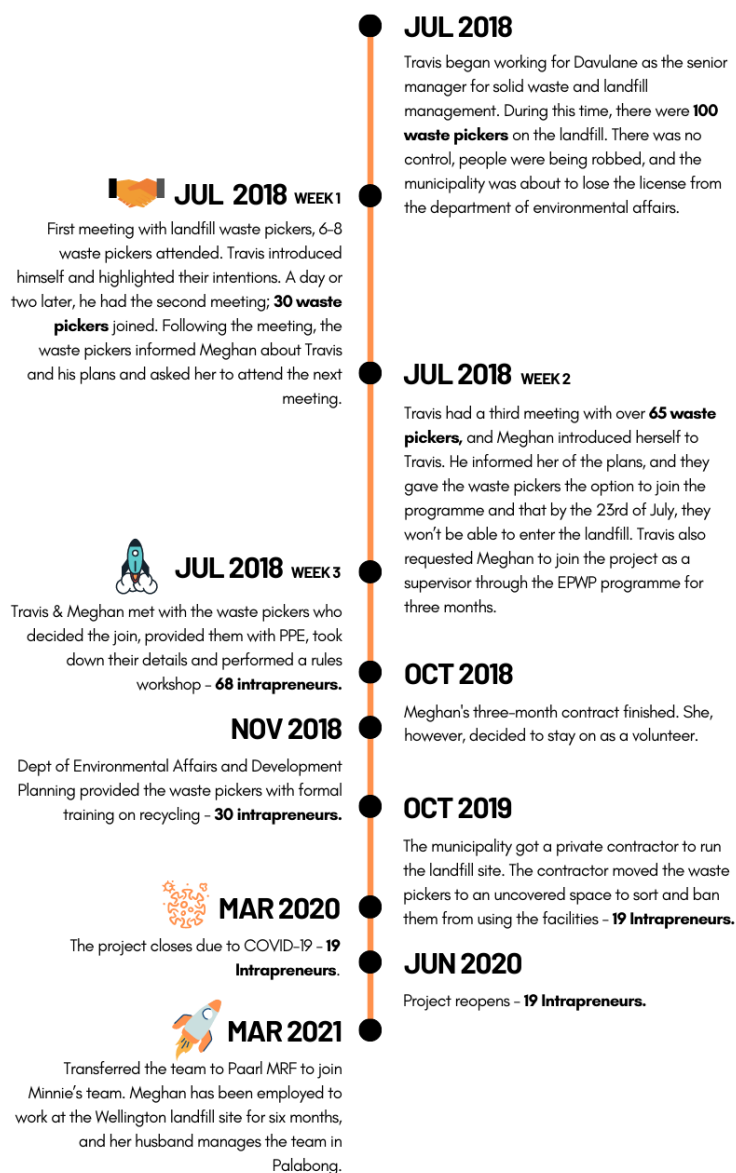 JUL 2018
Travis began working for Davulane as the senior
manager for solid waste and landfill
management. During this time, there were 100
waste pickers on the landfill. There was no
control, people were being robbed, and the
municipality was about to lose the license from
the department of environmental affairs.
JUL 2018 WEEK 1
First meeting with landfill waste pickers, 6-8
waste pickers attended. Travis introduced
himself and highlighted their intentions. A day or
two later, he had the second meeting; 30 waste
pickers joined. Following the meeting, the
waste pickers informed Meghan about Travis
and his plans and asked her to attend the next
meeting.
JUL 2018 WEEK 2
Travis had a third meeting with over 65 waste
pickers, and Meghan introduced herself to
Travis. He informed her of the plans, and they
gave the waste pickers the option to join the
programme and that by the 23rd of July, they
won't be able to enter the landfill. Travis also
requested Meghan to join the project as a
supervisor through the EPWP programme for
three months.
JUL 2018 WEEK 3
Travis & Meghan met with the waste pickers who
decided the join, provided them with PPE, took
down their details and performed a rules
workshop - 68 intrapreneurs.
OCT 2018
Meghan's three-month contract finished. She,
however, decided to stay on as a volunteer.
NOV 2018
Dept of Environmental Affairs and Development
Planning provided the waste pickers with formal
training on recycling - 30 intrapreneurs.
OCT 2019
The municipality got a private contractor to run
the landfill site. The contractor moved the waste
pickers to an uncovered space to sort and ban
them from using the facilities - 19 Intrapreneurs.
MAR 2020
The project closes due to COVID-19 - 19
Intrapreneurs.
JUN 2020
Project reopens - 19 Intrapreneurs.
MAR 2021
Transferred the team to Paarl MRF to join
Minnie's team. Meghan has been employed to
work at the Wellington landfill site for six months,
and her husband manages the team in
Palabong.